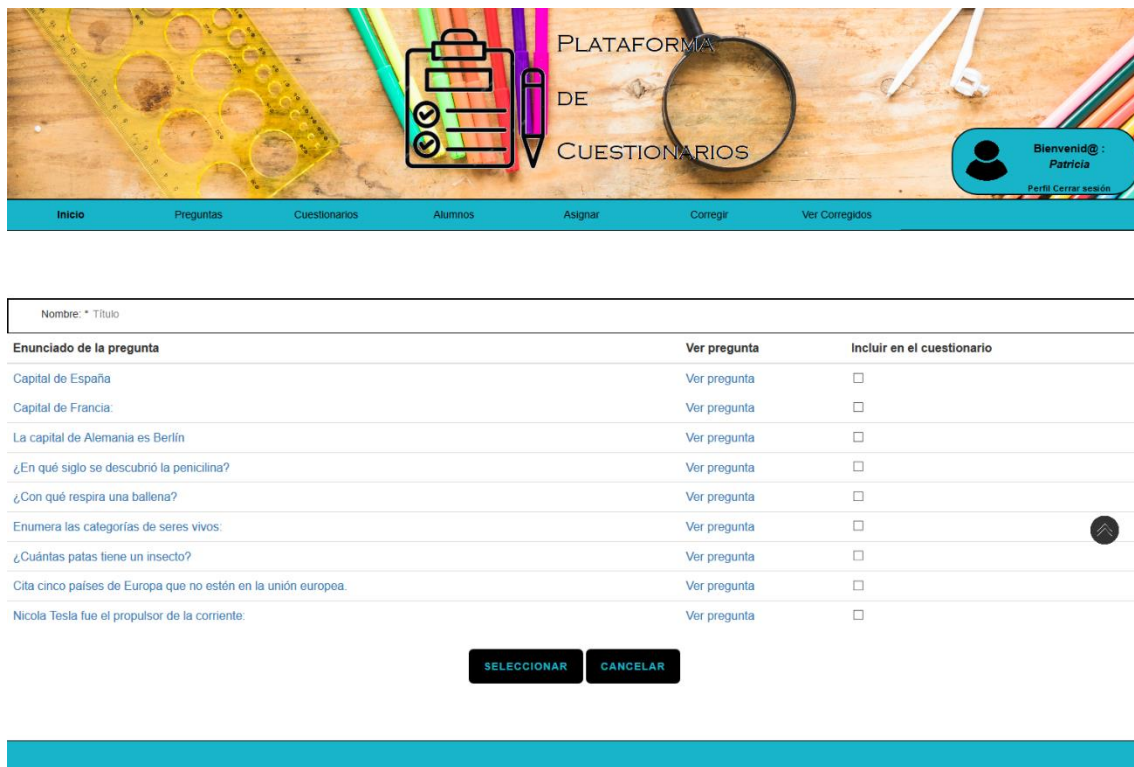 PLATAFORMA
DE
CUESTIONARIOS
Bienvenid@ :
Patricia
Perfil Cerrar sesión
Inicio Preguntas Cuestionarios Alumnos Asignar Corregir Ver Corregidos
Nombre: * Título
Enunciado de la pregunta Ver pregunta Incluir en el cuestionario
Capital de España Ver pregunta
Capital de Francia: Ver pregunta
La capital de Alemania es Berlín Ver pregunta
¿En qué siglo se descubrió la penicilina? Ver pregunta
¿Con qué respira una ballena? Ver pregunta
Enumera las categorías de seres vivos: Ver pregunta
¿Cuántas patas tiene un insecto? Ver pregunta
Cita cinco países de Europa que no estén en la unión europea. Ver pregunta
Nicola Tesla fue el propulsor de la corriente: Ver pregunta
SELECCIONAR CANCELAR